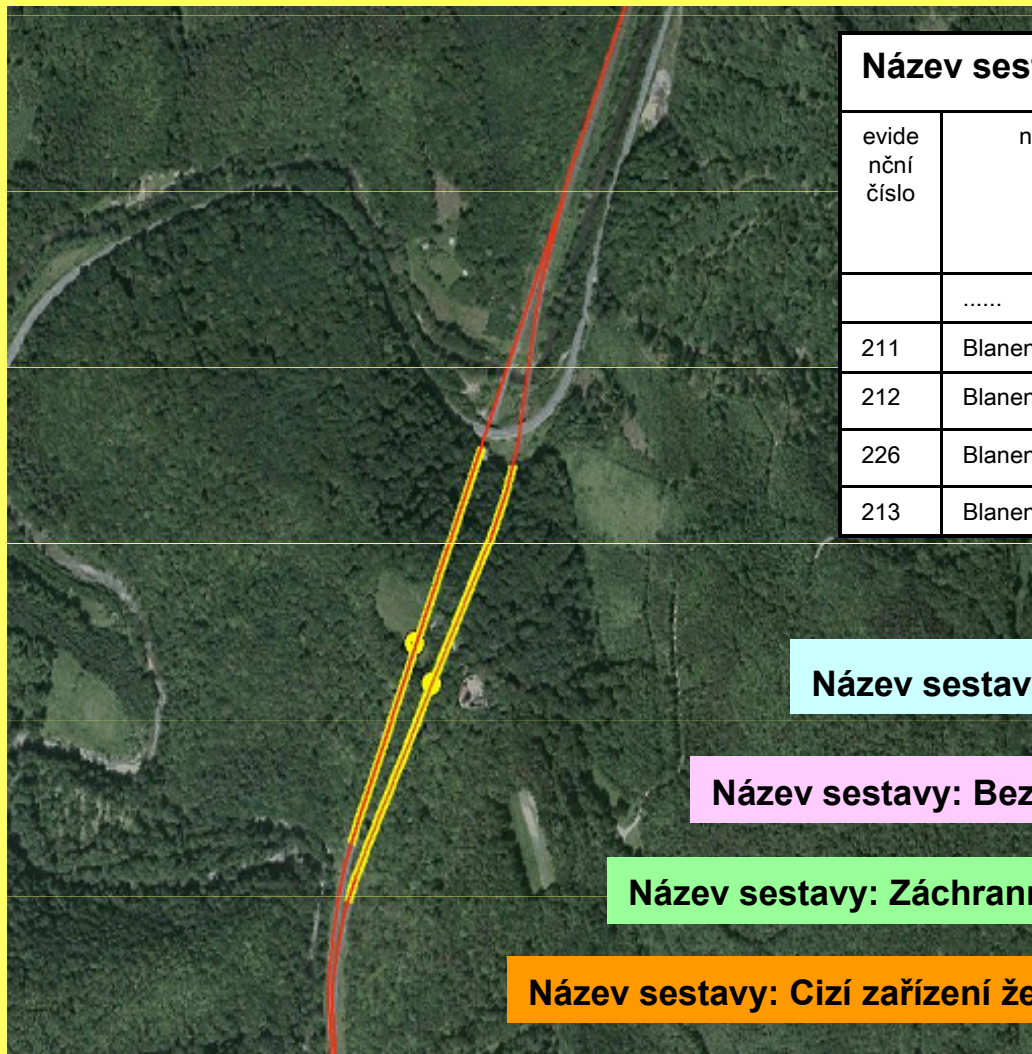 Název sest
evide
nční
číslo
n
......
211 Blanen
212 Blanen
226 Blanen
213 Blanen
Název sestav
Název sestavy: Bez
Název sestavy: Záchrann
Název sestavy: Cizí zařízení že